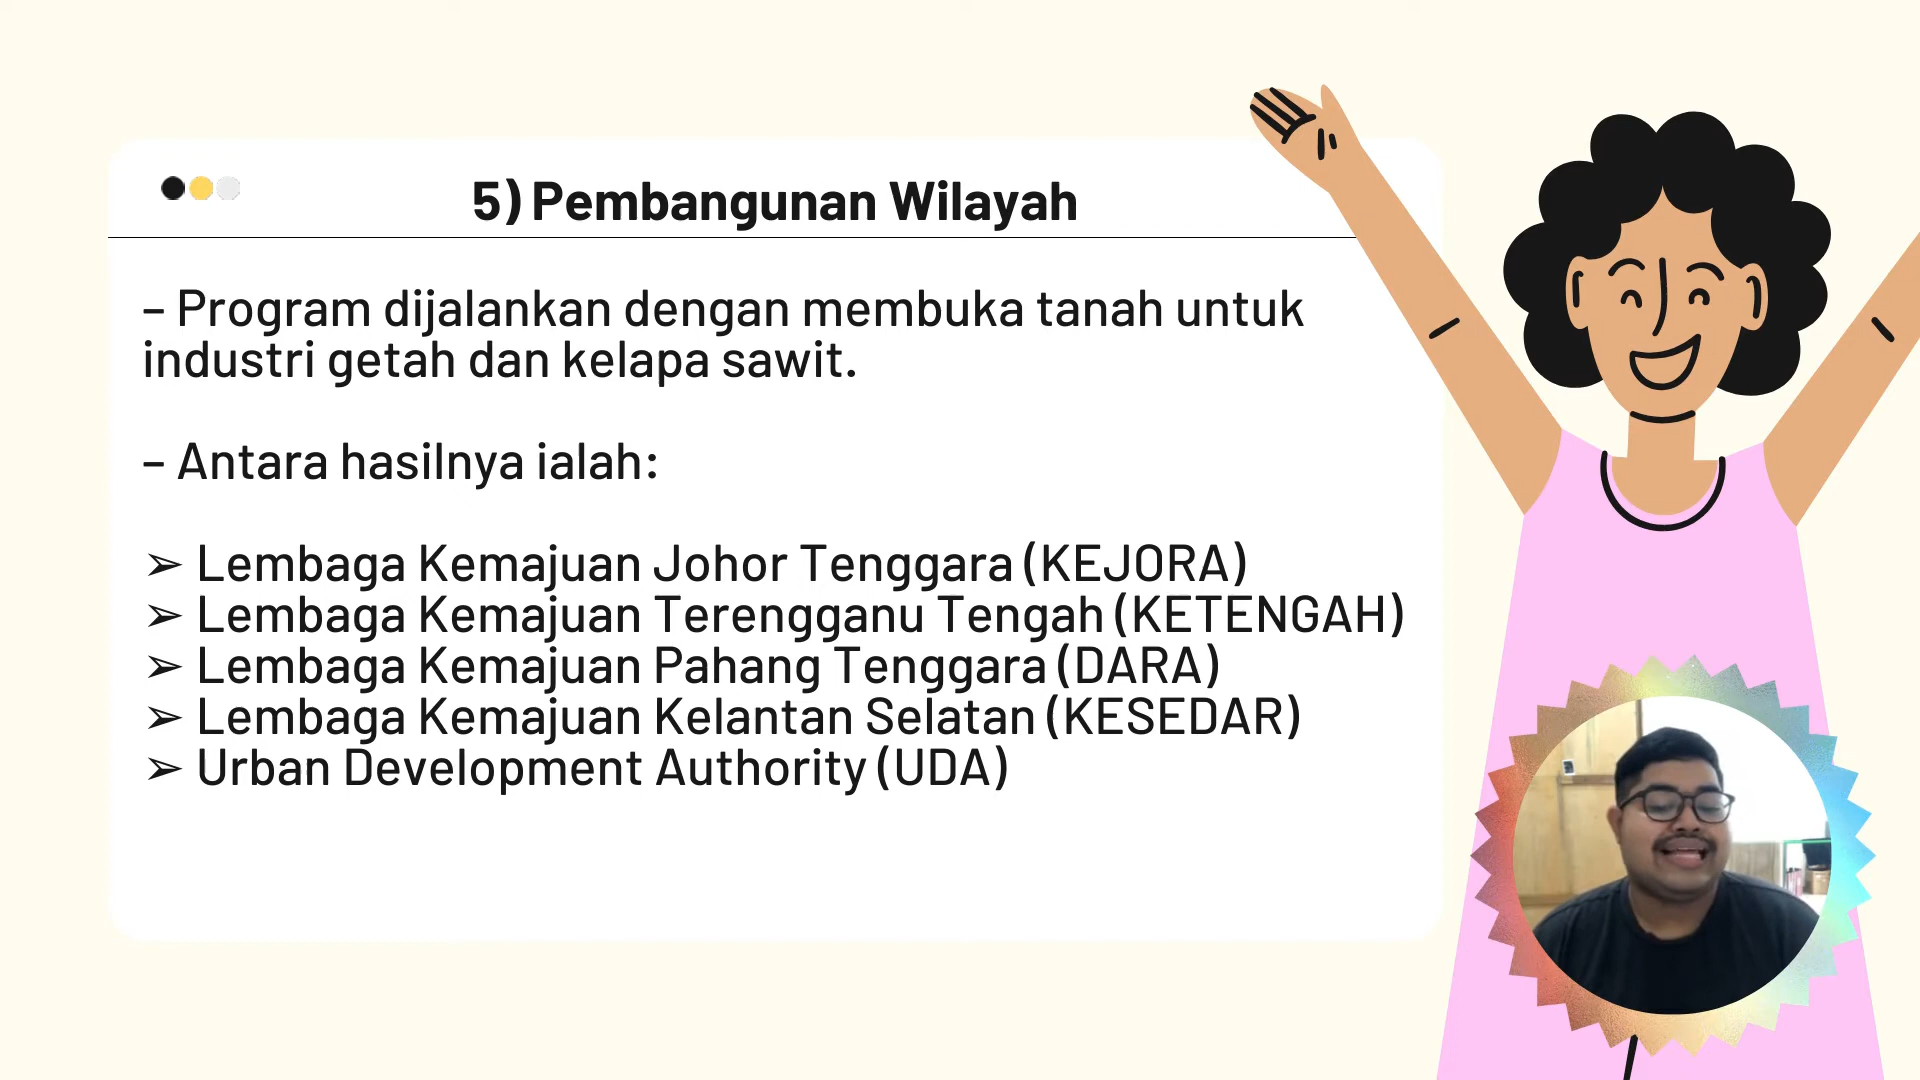 5) Pembangunan Wilayah
– Program dijalankan dengan membuka tanah untuk
industri getah dan kelapa sawit.
– Antara hasilnya ialah:
➢ Lembaga Kemajuan Johor Tenggara (KEJORA)
➢ Lembaga Kemajuan Terengganu Tengah (KETENGAH)
➢ Lembaga Kemajuan Pahang Tenggara (DARA)
➢ Lembaga Kemajuan Kelantan Selatan (KESEDAR)
➢ Urban Development Authority (UDA)